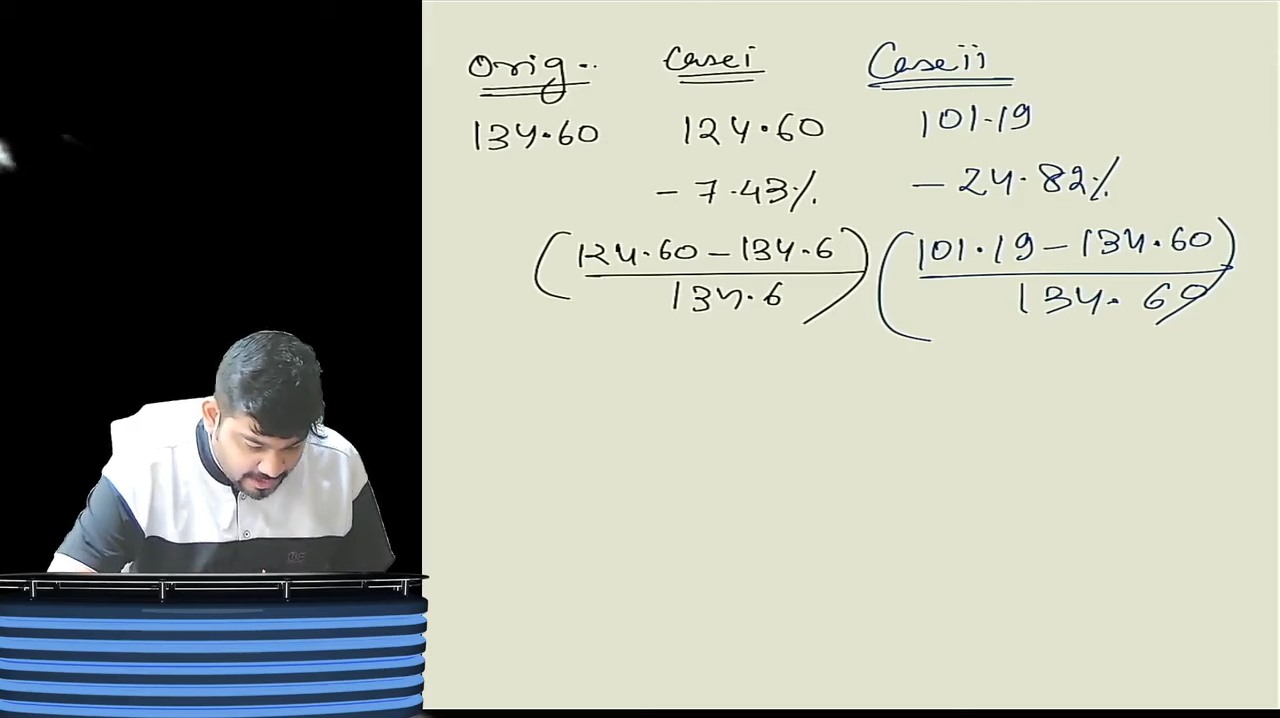 Orig.. Case i Case ii
134.60 124.60 101.19
- 7.43% - 24.82%
(124.60 - 134.6 / 134.6) (101.19 - 134.60 / 134.60)